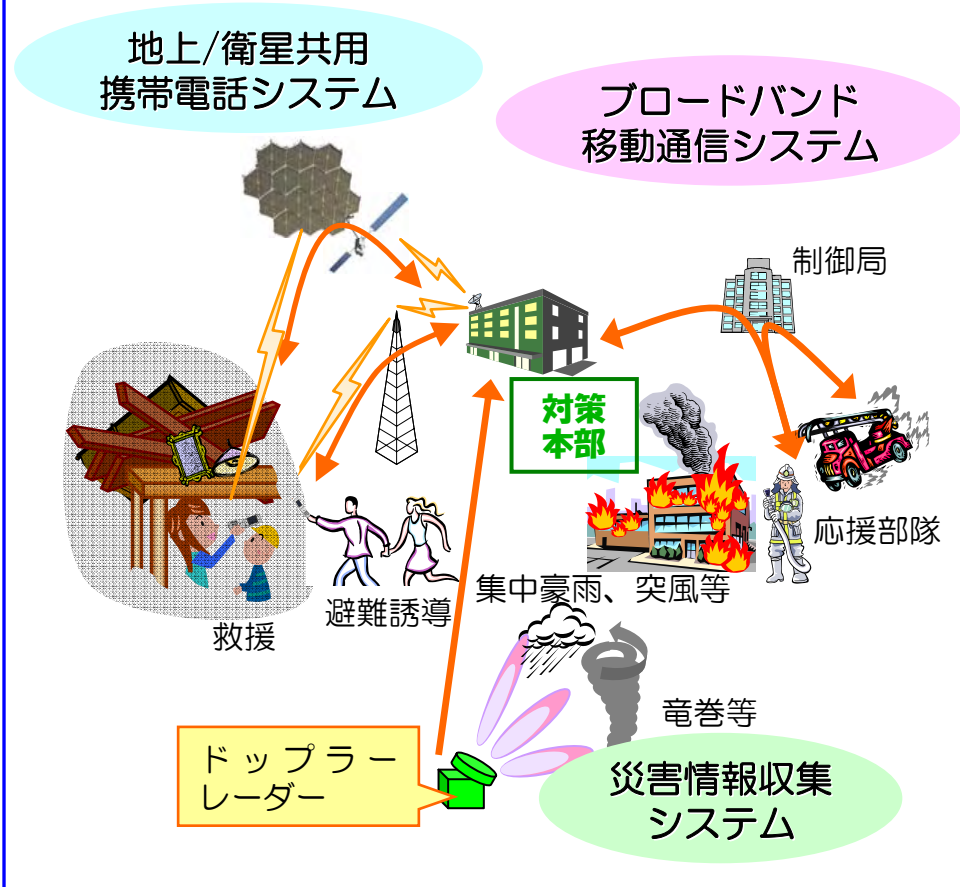 地上/衛星共用
携帯電話システム
ブロードバンド
移動通信システム
制御局
対策
本部
応援部隊
集中豪雨、突風等
避難誘導
救援
竜巻等
ドップラー
レーダー
災害情報収集
システム